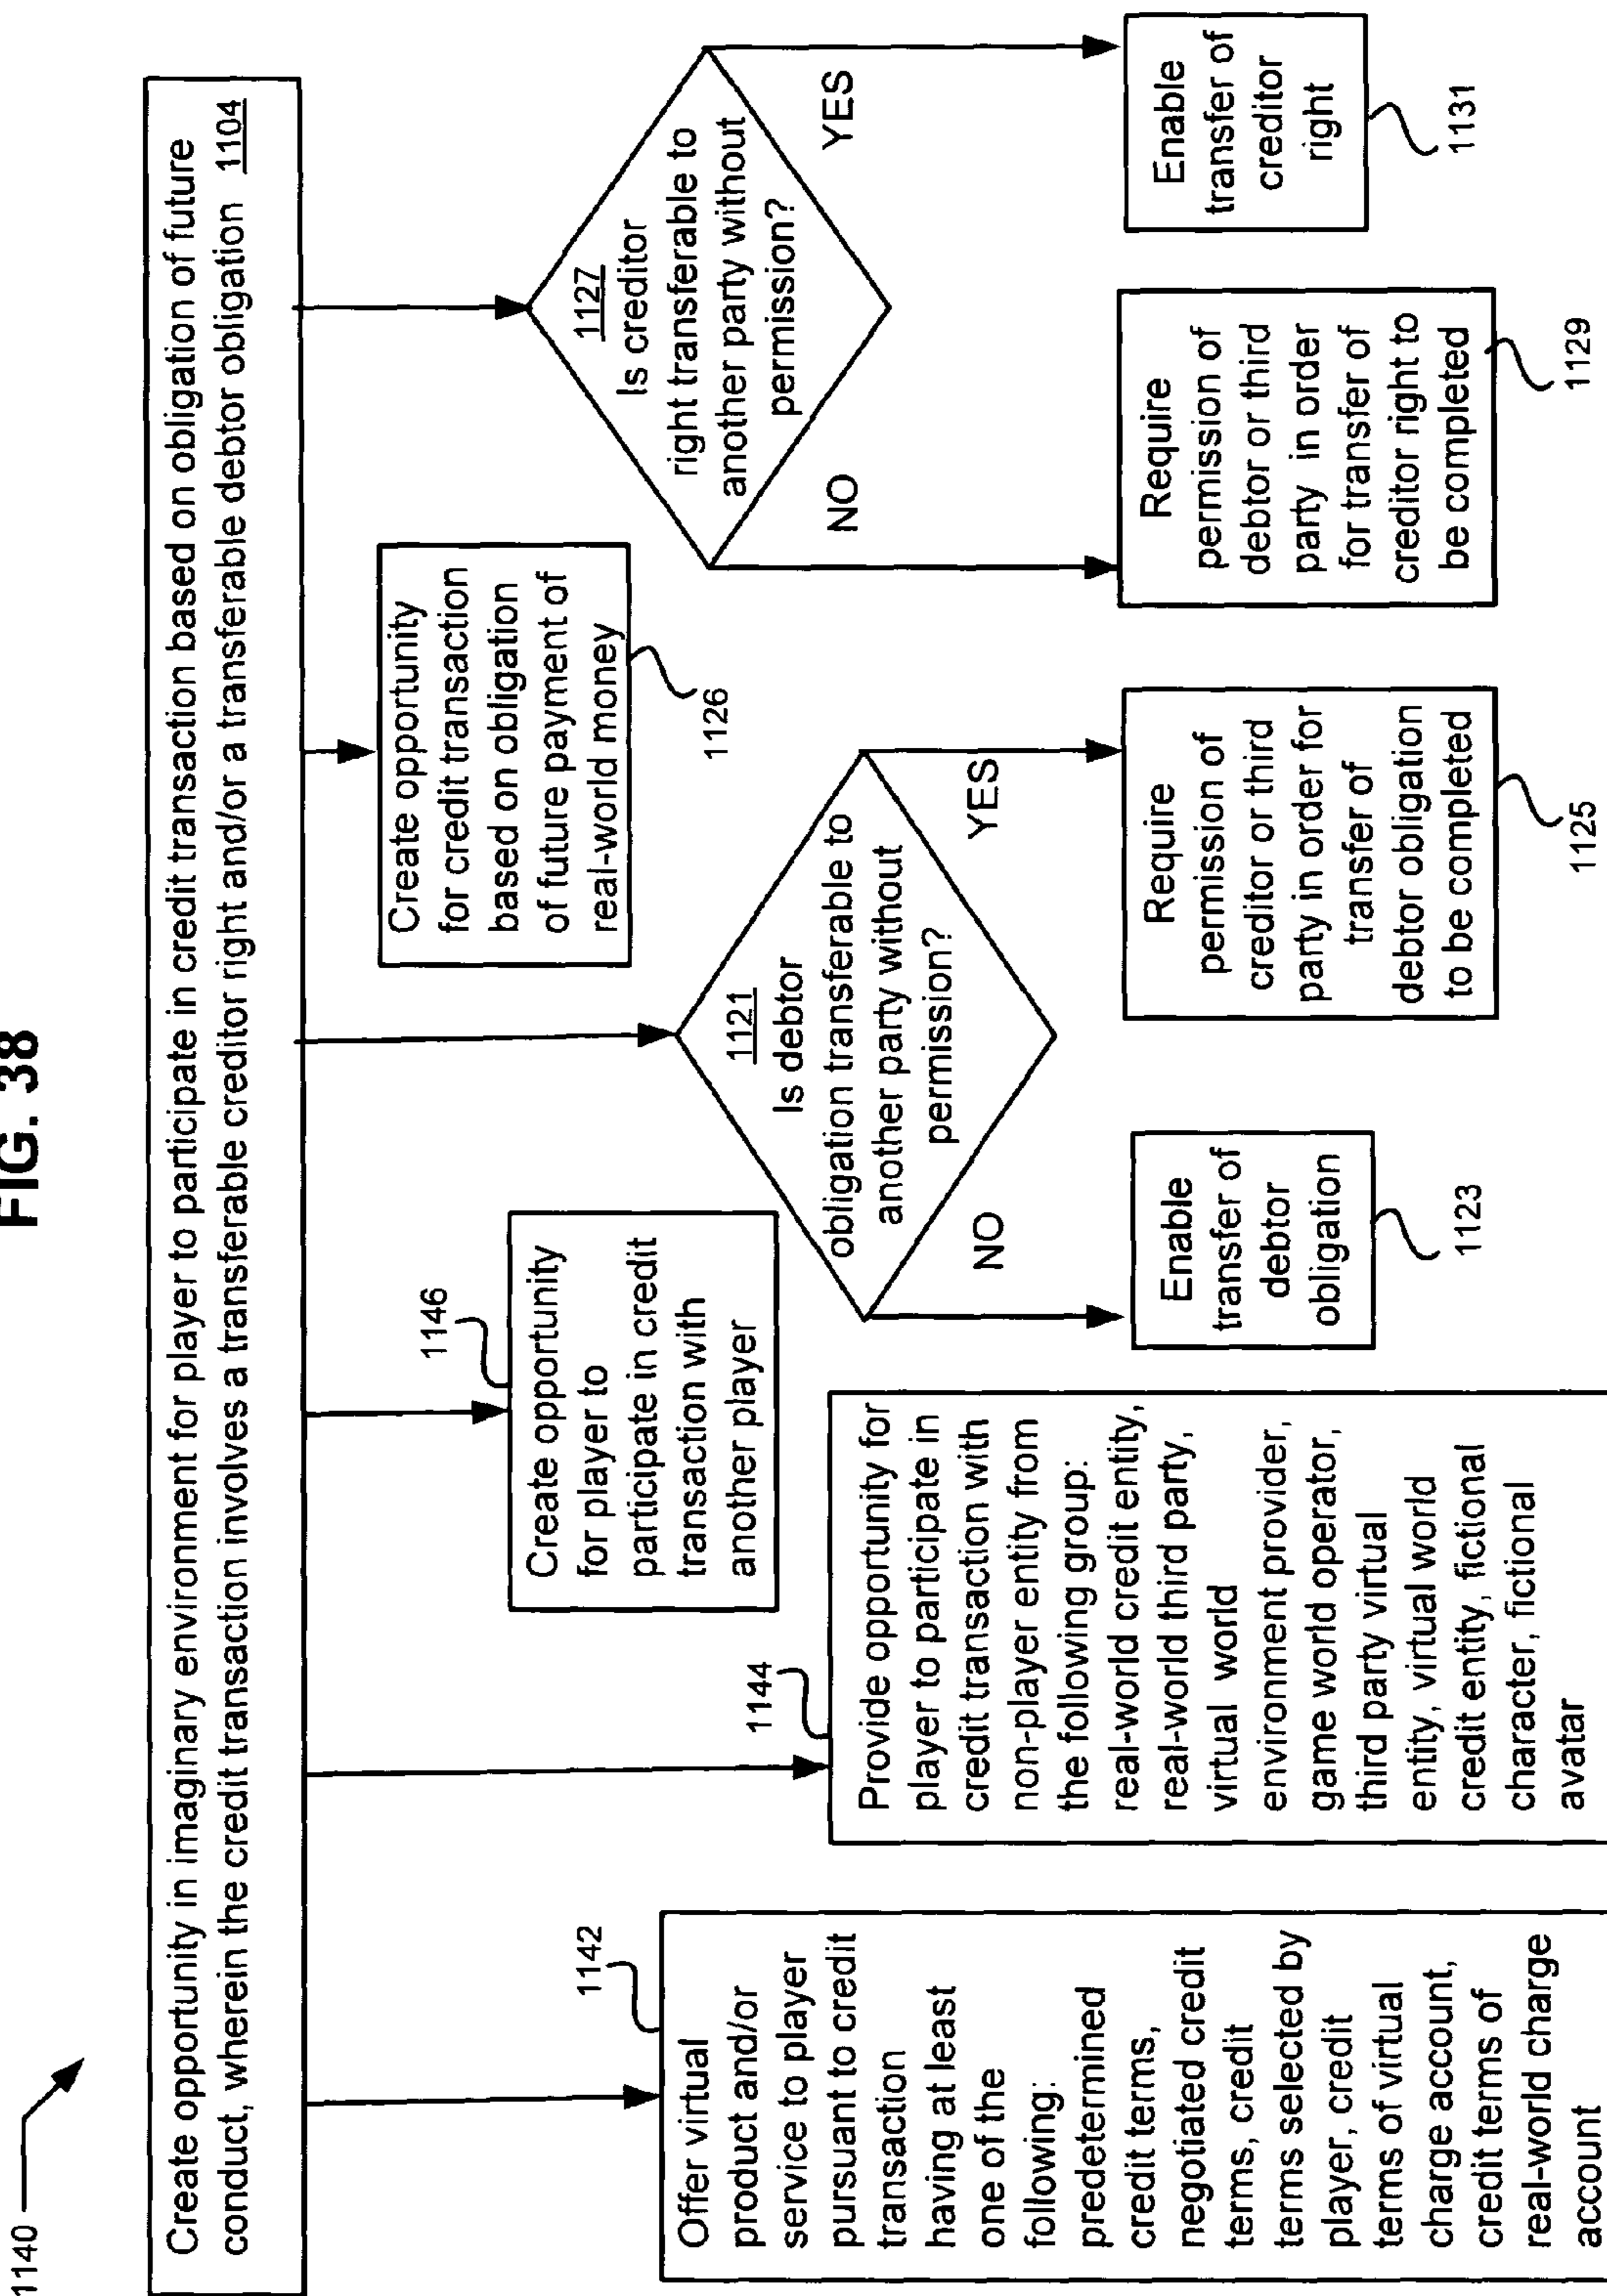 FIG. 38
1140
Create opportunity in imaginary environment for player to participate in credit transaction based on obligation of future
conduct, wherein the credit transaction involves a transferable creditor right and/or a transferable debtor obligation 1104
1142
Offer virtual
product and/or
service to player
pursuant to credit
transaction
having at least
one of the
following:
predetermined
credit terms,
negotiated credit
terms, credit
terms selected by
player, credit
terms of virtual
charge account,
credit terms of
real-world charge
account
1144
Provide opportunity for
player to participate in
credit transaction with
non-player entity from
the following group:
real-world credit entity,
real-world third party,
virtual world
environment provider,
game world operator,
third party virtual
entity, virtual world
credit entity, fictional
character, fictional
avatar
1146
Create opportunity
for player to
participate in credit
transaction with
another player
1121
Is debtor
obligation transferable to
another party without
permission?
NO
YES
Enable
transfer of
debtor
obligation
1123
Require
permission of
creditor or third
party in order for
transfer of
debtor obligation
to be completed
1125
Create opportunity
for credit transaction
based on obligation
of future payment of
real-world money
1126
1127
Is creditor
right transferable to
another party without
permission?
NO
YES
Require
permission of
debtor or third
party in order
for transfer of
creditor right to
be completed
1129
Enable
transfer of
creditor
right
1131